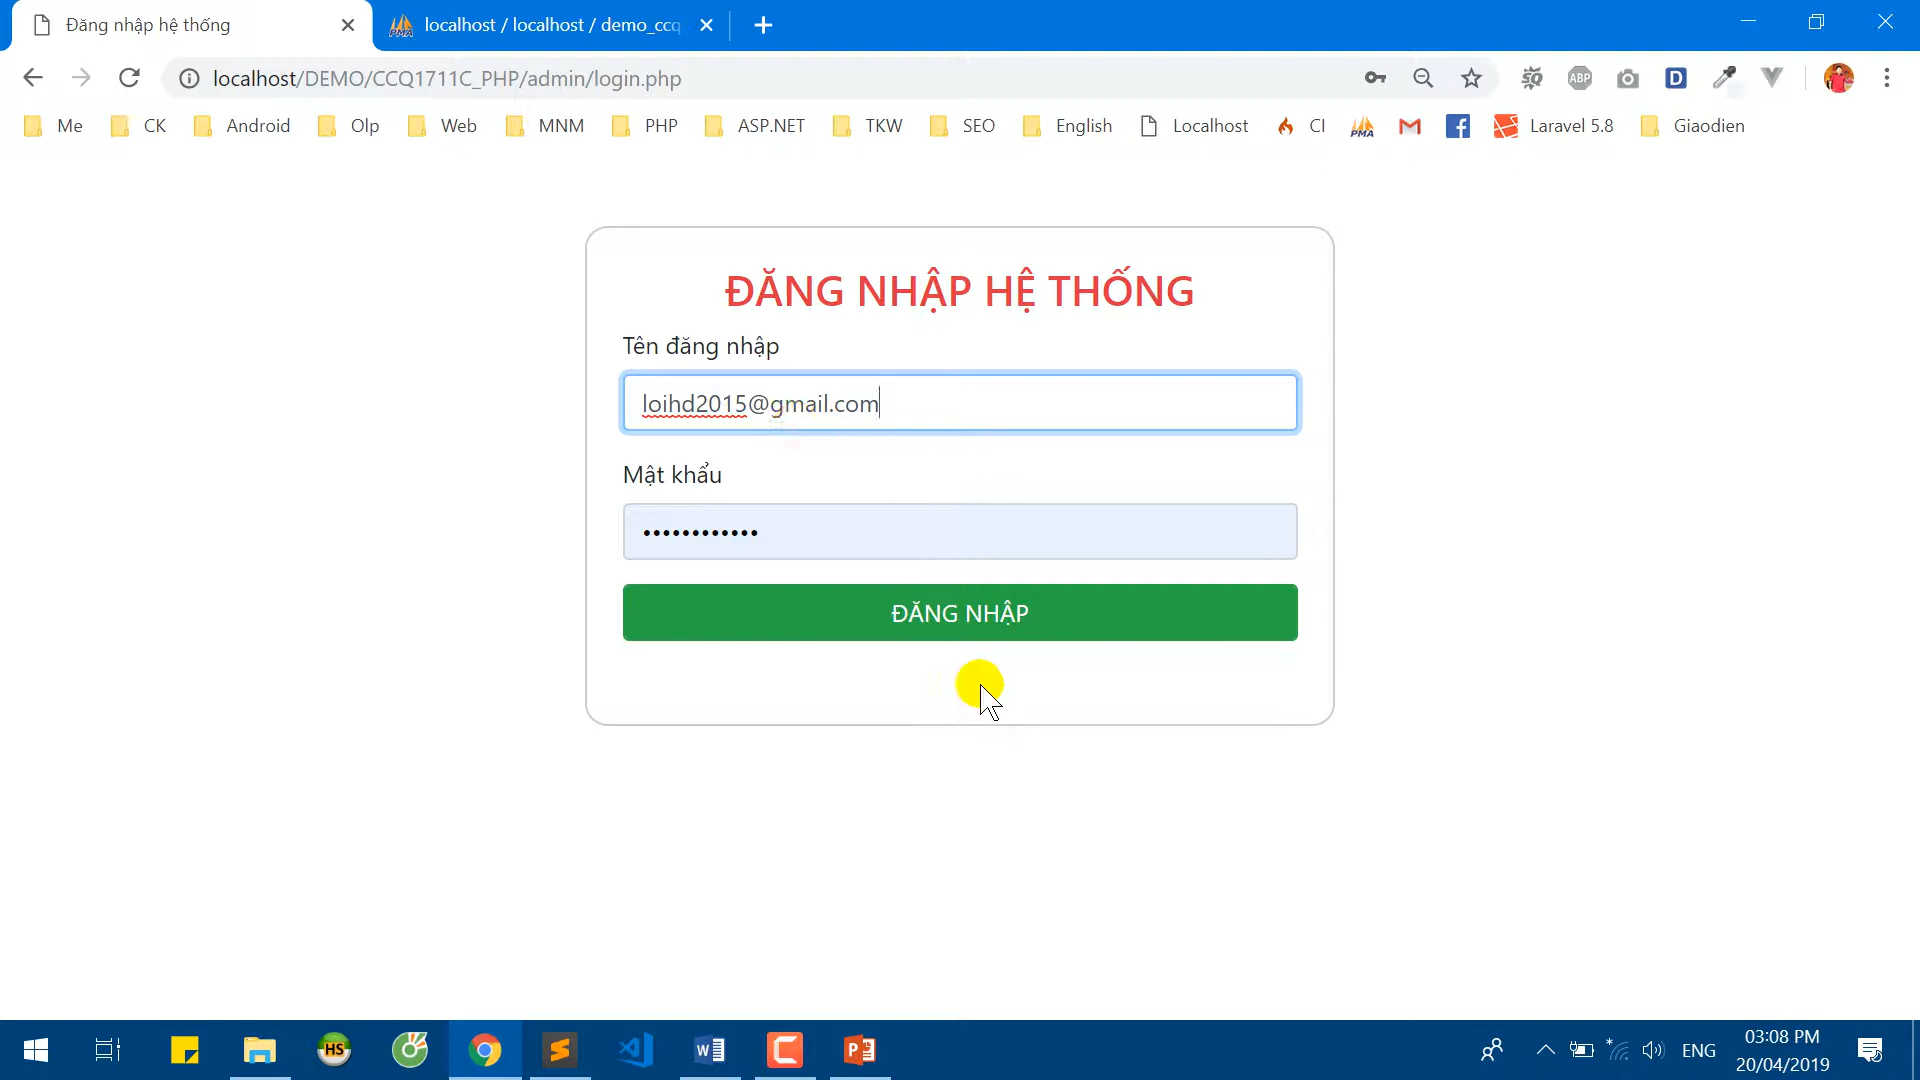 Đăng nhập hệ thống
localhost / localhost / demo_ccq
localhost/DEMO/CCQ1711C_PHP/admin/login.php
Me CK Android Olp Web MNM PHP ASP.NET TKW SEO English Localhost CI PMA Laravel 5.8 Giaodien
ĐĂNG NHẬP HỆ THỐNG
Tên đăng nhập
loihd2015@gmail.com
Mật khẩu
ĐĂNG NHẬP
ENG
03:08 PM
20/04/2019